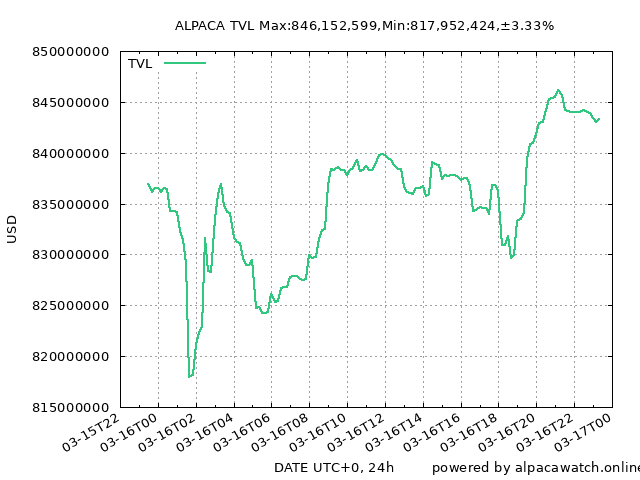 ALPACA TVL Max:846,152,599,Min:817,952,424,±3.33%
TVL
850000000
845000000
840000000
835000000
830000000
825000000
820000000
815000000
USD
03-15T22
03-16T00
03-16T02
03-16T04
03-16T06
03-16T08
03-16T10
03-16T12
03-16T14
03-16T16
03-16T18
03-16T20
03-16T22
03-17T00
DATE UTC+0, 24h
powered by alpacawatch.online